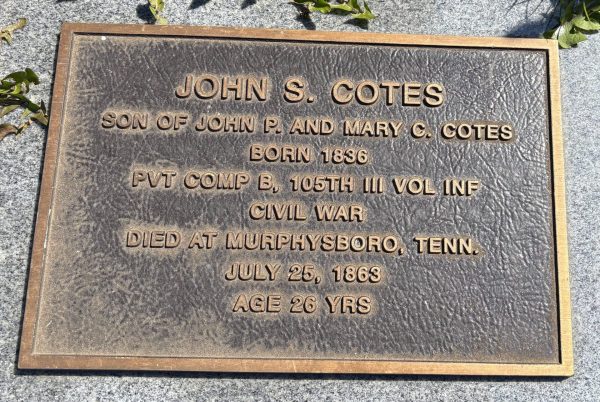 JOHN S. COTES
SON OF JOHN P. AND MARY C. COTES
BORN 1836
PVT COMP B, 105TH III VOL INF
CIVIL WAR
DIED AT MURPHYSBORO, TENN.
JULY 25, 1863
AGE 26 YRS